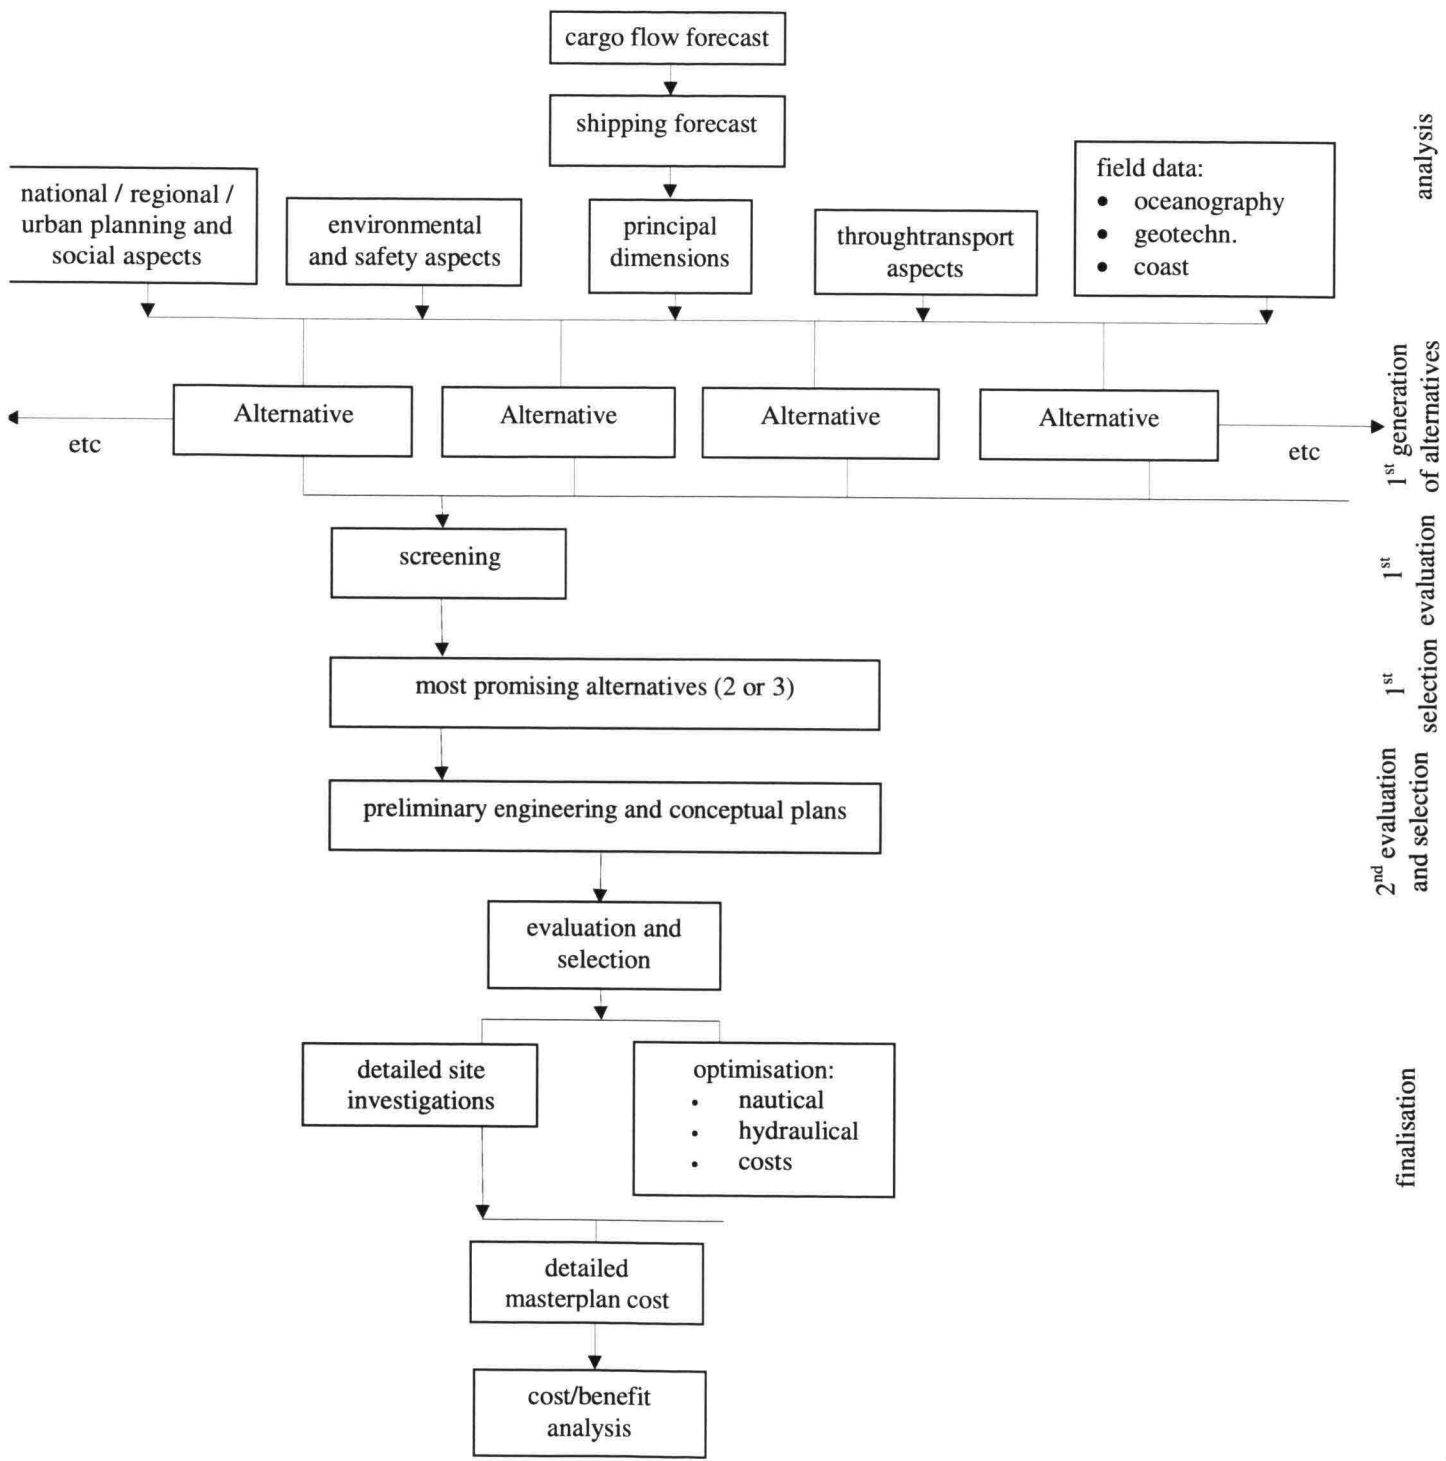 cargo flow forecast
shipping forecast
national / regional /
urban planning and
social aspects
environmental
and safety aspects
principal
dimensions
throughtransport
aspects
field data:
• oceanography
• geotechn.
• coast
analysis
Alternative
Alternative
Alternative
Alternative
etc
etc
1st generation
of alternatives
screening
1st
evaluation
most promising alternatives (2 or 3)
1st
selection
preliminary engineering and conceptual plans
2nd evaluation
and selection
evaluation and
selection
detailed site
investigations
optimisation:
• nautical
• hydraulical
• costs
finalisation
detailed
masterplan cost
cost/benefit
analysis